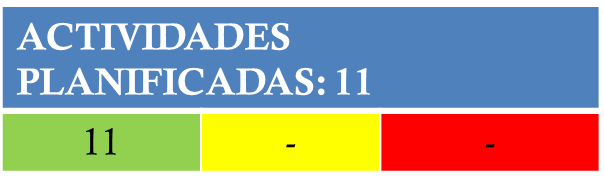 ACTIVIDADES
PLANIFICADAS: 11
11 - -